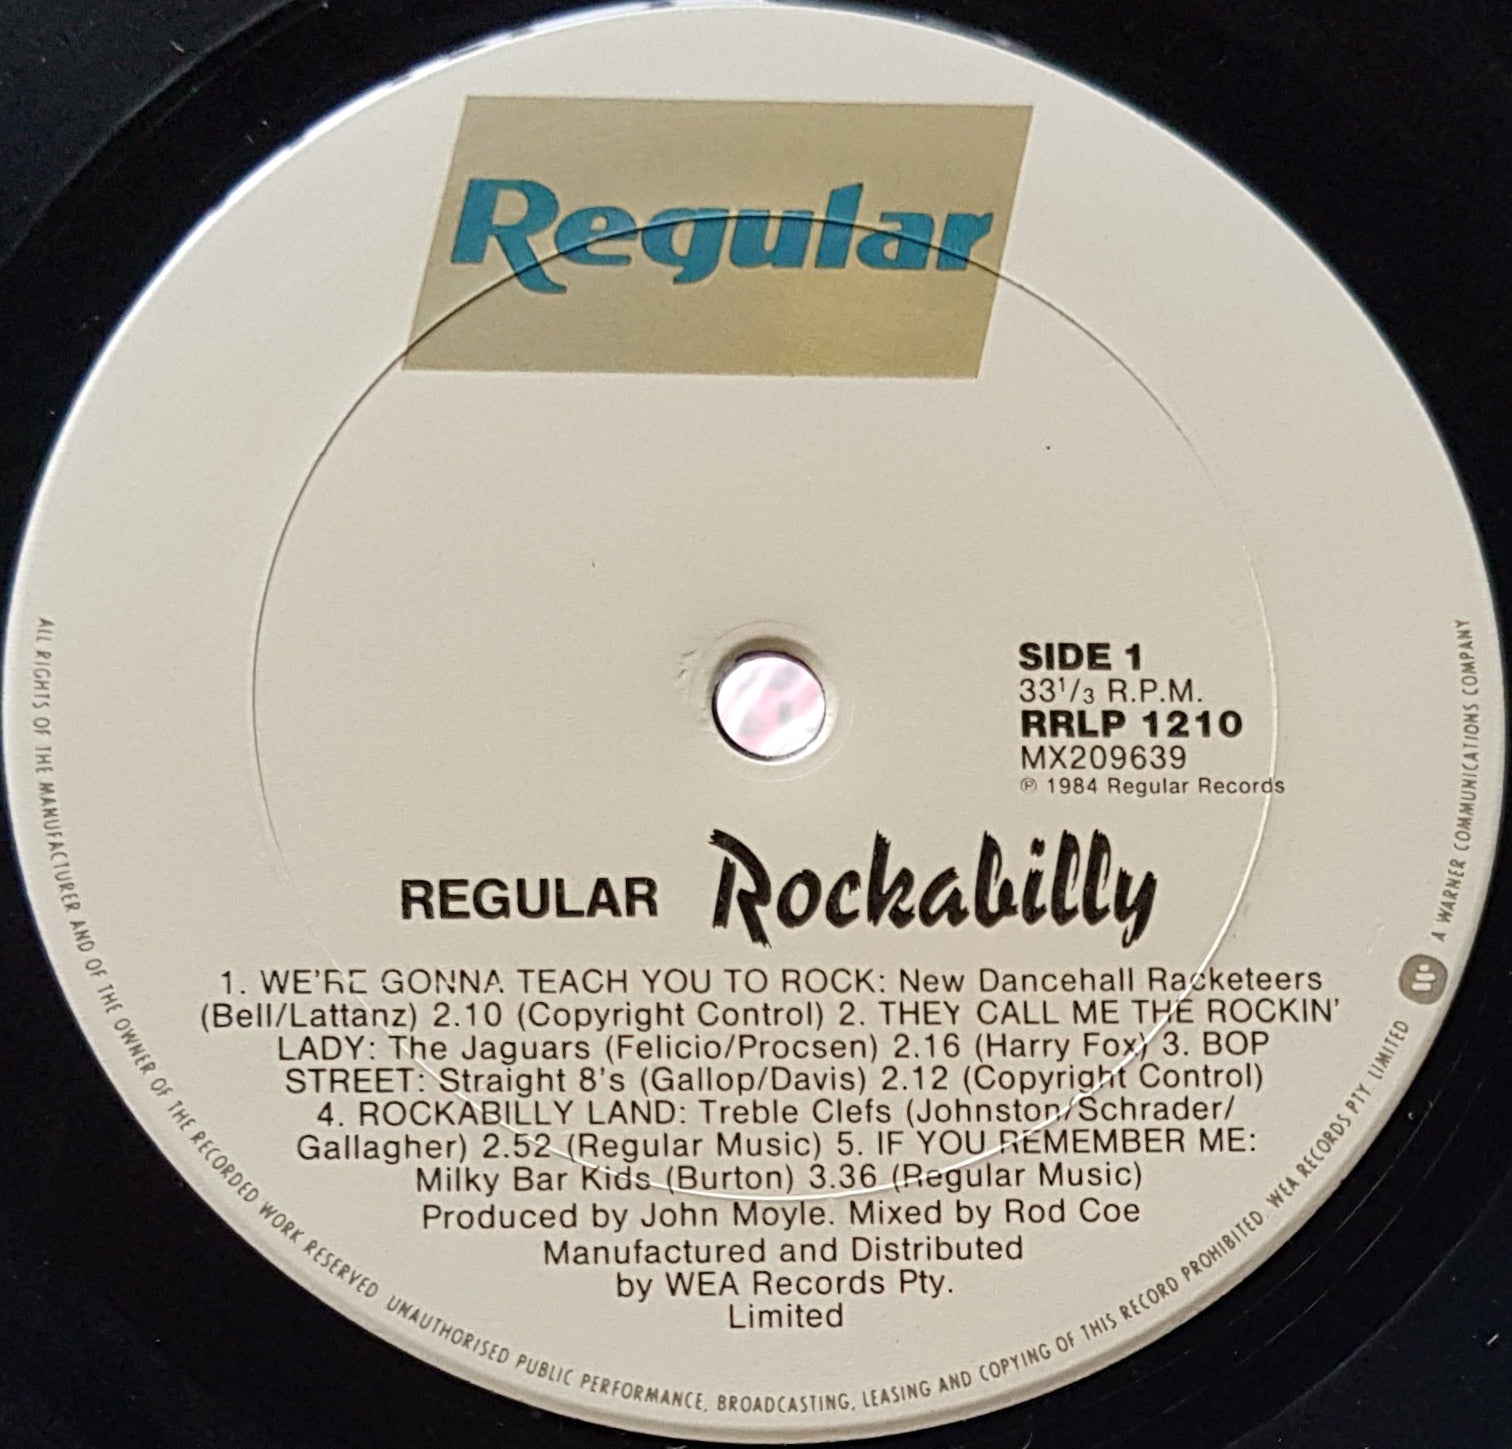 Regular
SIDE 1
33 1/3 R.P.M.
RRLP 1210
MX209639
℗ 1984 Regular Records
REGULAR Rockabilly
1. WE'RE GONNA TEACH YOU TO ROCK: New Dancehall Racketeers
(Bell/Lattanz) 2.10 (Copyright Control) 2. THEY CALL ME THE ROCKIN'
LADY: The Jaguars (Felicio/Procsen) 2.16 (Harry Fox) 3. BOP
STREET: Straight 8's (Gallop/Davis) 2.12 (Copyright Control)
4. ROCKABILLY LAND: Treble Clefs (Johnston/Schrader/
Gallagher) 2.52 (Regular Music) 5. IF YOU REMEMBER ME:
Milky Bar Kids (Burton) 3.36 (Regular Music)
Produced by John Moyle. Mixed by Rod Coe
Manufactured and Distributed
by WEA Records Pty.
Limited
ALL RIGHTS OF THE MANUFACTURER AND OF THE OWNER OF THE RECORDED WORK RESERVED UNAUTHORISED PUBLIC PERFORMANCE, BROADCASTING, LEASING AND COPYING OF THIS RECORD PROHIBITED. WEA RECORDS PTY. LIMITED A WARNER COMMUNICATIONS COMPANY